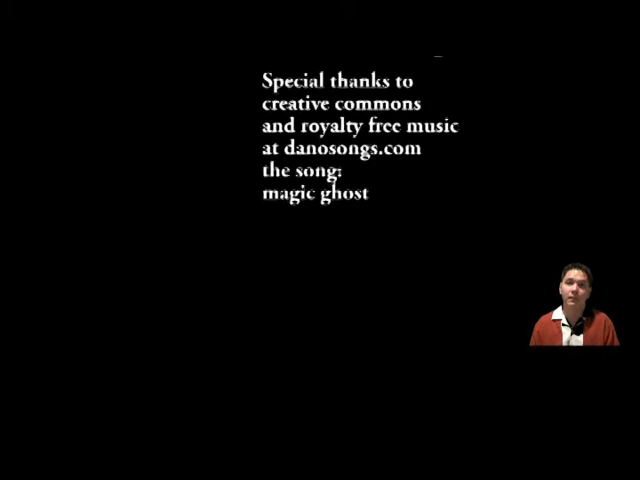 Special thanks to
creative commons
and royalty free music
at danosongs.com
the song:
magic ghost